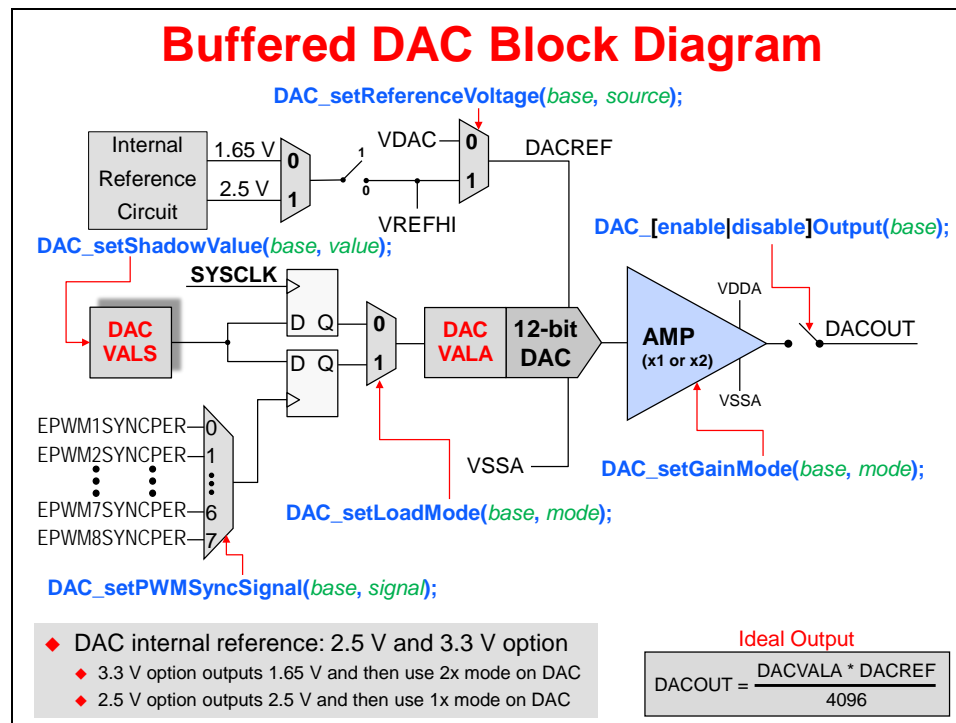 Buffered DAC Block Diagram
DAC_setReferenceVoltage(base, source);
Internal
Reference
Circuit
1.65 V
2.5 V
0
1
1
0
VDAC
VREFHI
0
1
DACREF
DAC_setShadowValue(base, value);
DAC_[enable|disable]Output(base);
SYSCLK
DAC
VALS
D Q
D Q
0
1
DAC
VALA
12-bit
DAC
AMP
(x1 or x2)
VDDA
VSSA
DACOUT
VSSA
EPWM1SYNCPER
0
EPWM2SYNCPER
1
EPWM7SYNCPER
6
EPWM8SYNCPER
7
DAC_setGainMode(base, mode);
DAC_setLoadMode(base, mode);
DAC_setPWMSyncSignal(base, signal);
DAC internal reference: 2.5 V and 3.3 V option
3.3 V option outputs 1.65 V and then use 2x mode on DAC
2.5 V option outputs 2.5 V and then use 1x mode on DAC
Ideal Output
DACOUT =
DACVALA * DACREF
4096